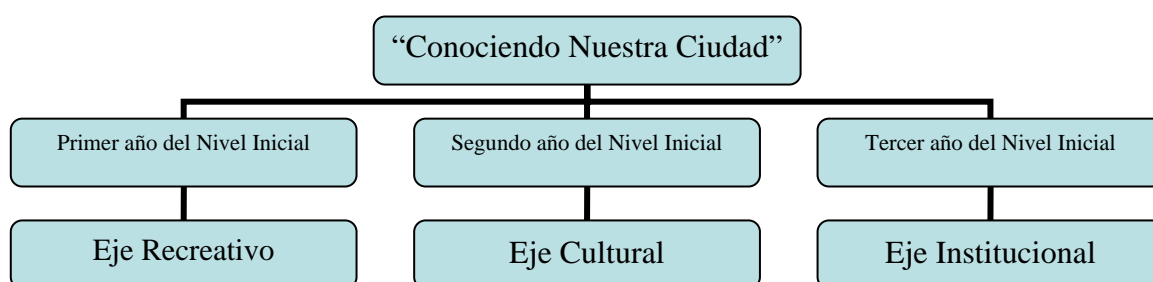 “Conociendo Nuestra Ciudad”
Primer año del Nivel Inicial
Segundo año del Nivel Inicial
Tercer año del Nivel Inicial
Eje Recreativo
Eje Cultural
Eje Institucional